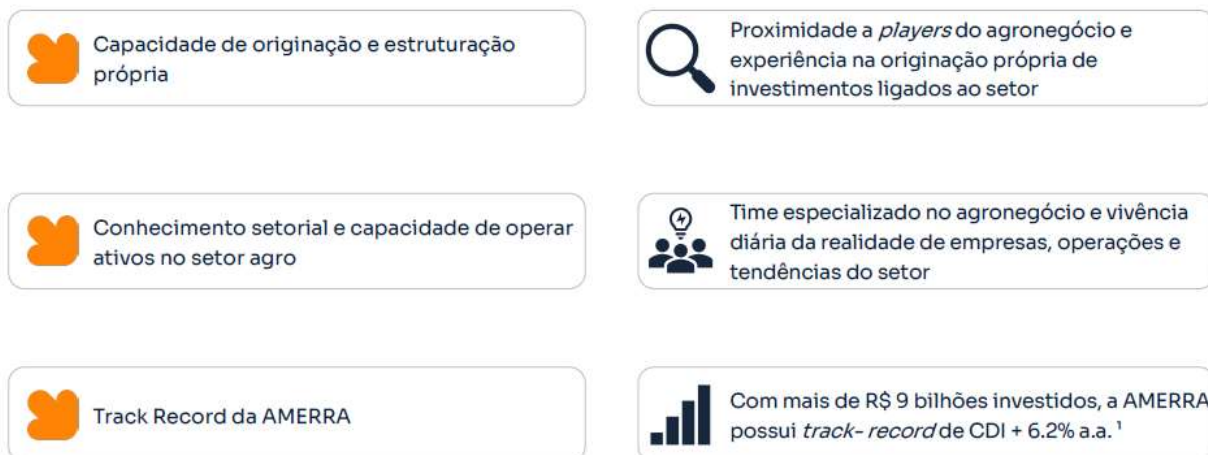 Capacidade de originação e estruturação
própria
Proximidade a players do agronegócio e
experiência na originação própria de
investimentos ligados ao setor
Conhecimento setorial e capacidade de operar
ativos no setor agro
Time especializado no agronegócio e vivência
diária da realidade de empresas, operações e
tendências do setor
Track Record da AMERRA
Com mais de R$ 9 bilhões investidos, a AMERRA
possui track- record de CDI + 6.2% a.a. ¹